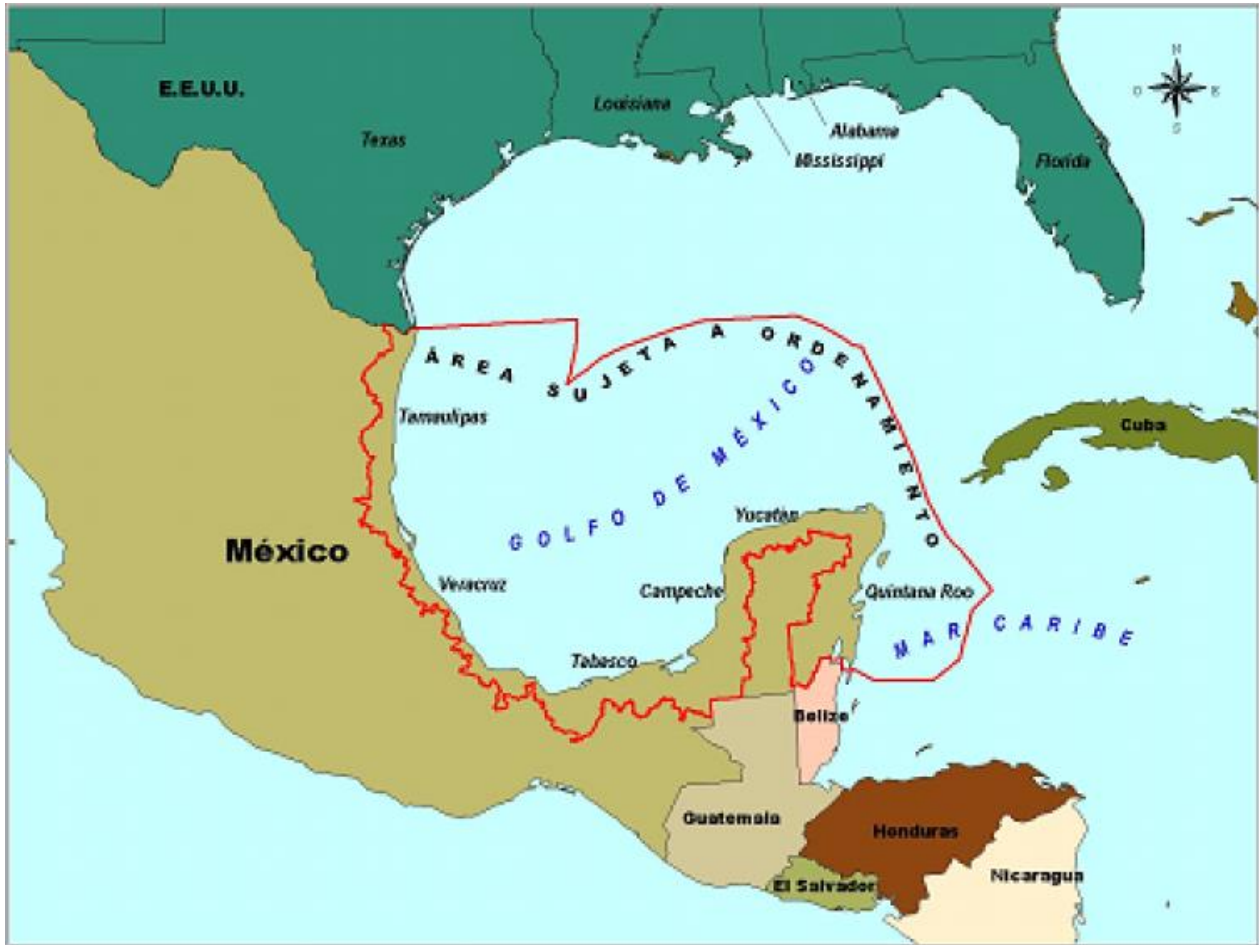 N
O
E
S
E.E.U.U.
Texas
Louisiana
Alabama
Mississippi
Florida
ÁREA SUJETA A ORDENAMIENTO
Tamaulipas
GOLFO DE MÉXICO
Cuba
Yucatan
México
Veracruz
Campeche
Quintana Roo
MAR CARIBE
Tabasco
Belize
Guatemala
Honduras
El Salvador
Nicaragua